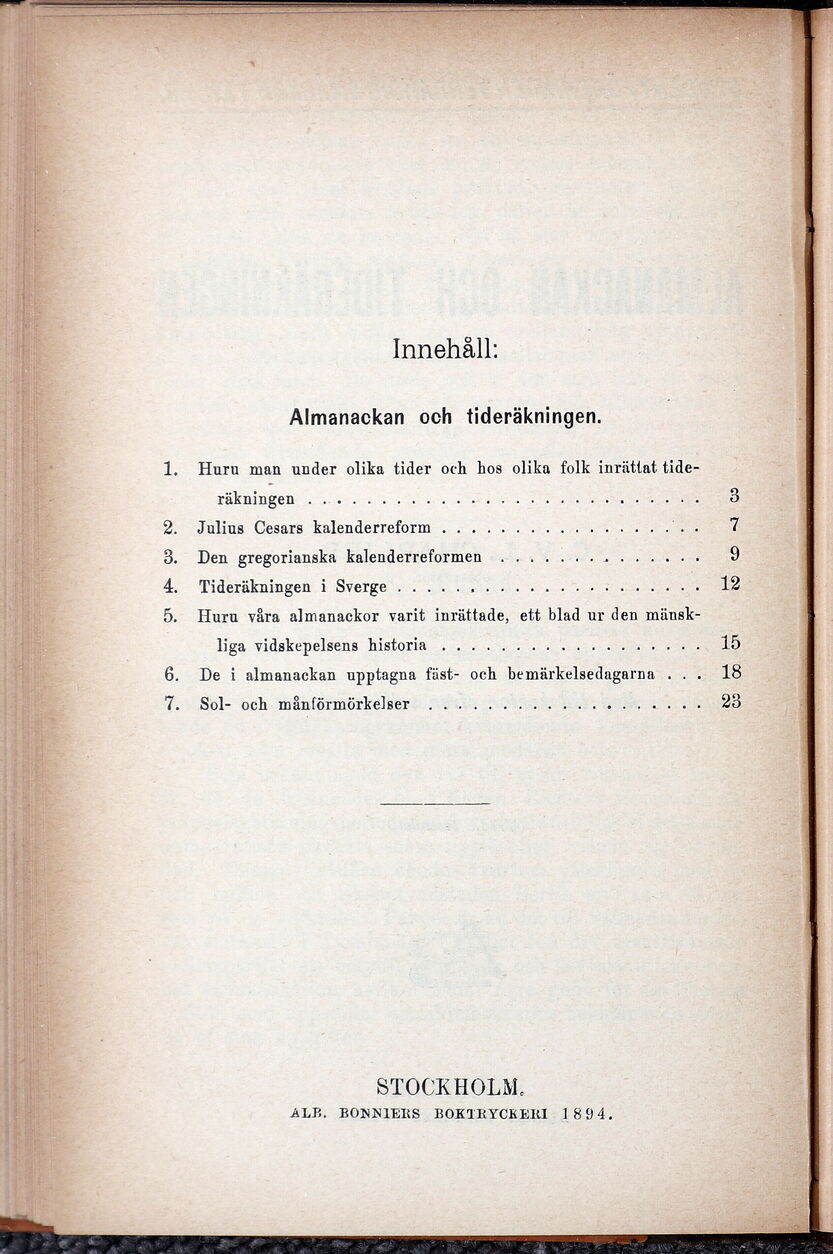 Innehåll:
Almanackan och tideräkningen.
1. Huru man under olika tider och hos olika folk inrättat tide-
räkningen . . . . . . . . . . . . . . . . . . . . . . . . . . . 3
2. Julius Cesars kalenderreform . . . . . . . . . . . . . . . . . . 7
3. Den gregorianska kalenderreformen . . . . . . . . . . . . . . 9
4. Tideräkningen i Sverge . . . . . . . . . . . . . . . . . . . . . 12
5. Huru våra almanackor varit inrättade, ett blad ur den mänsk-
liga vidskepelsens historia . . . . . . . . . . . . . . . . . . 15
6. De i almanackan upptagna fäst- och bemärkelsedagarna . . . 18
7. Sol- och månförmörkelser . . . . . . . . . . . . . . . . . . . 23
STOCKHOLM.
ALB. BONNIERS BOKTRYCKERI 1894.